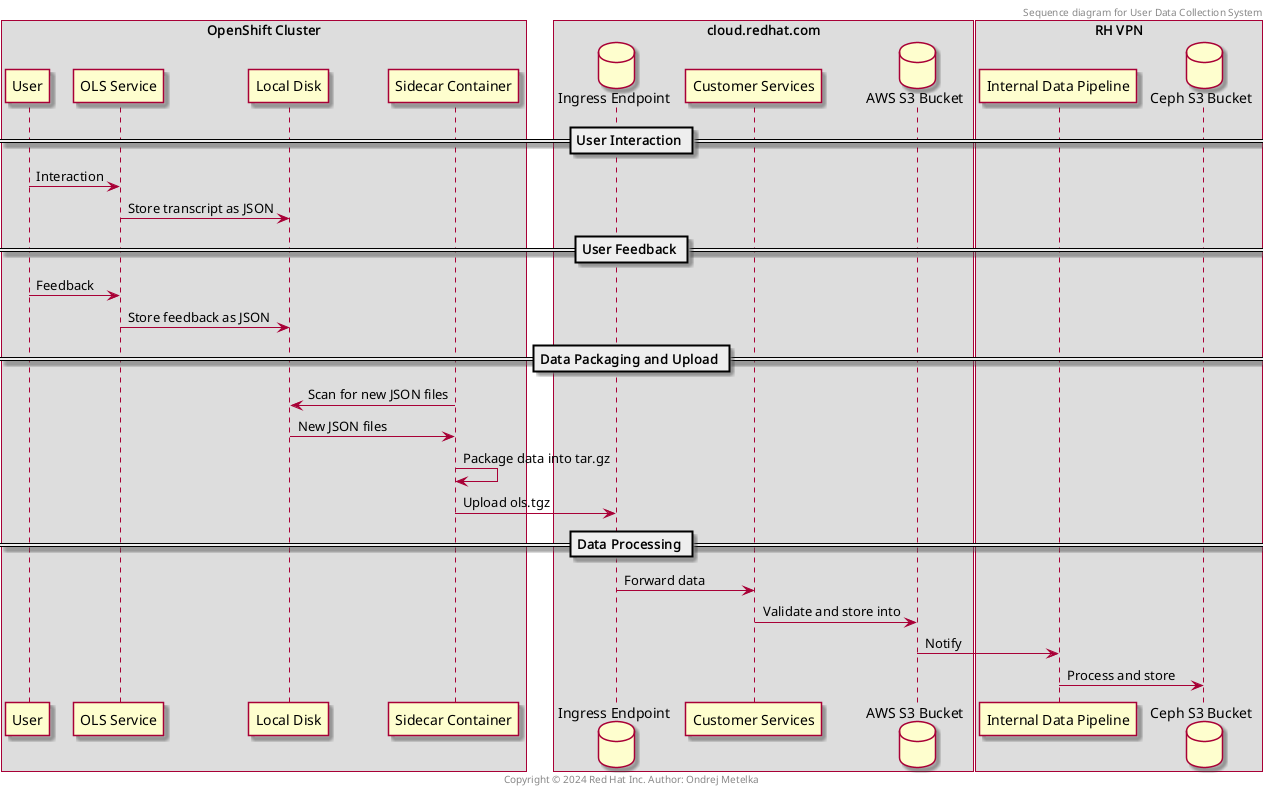 Sequence diagram for User Data Collection System
OpenShift Cluster
cloud.redhat.com
RH VPN
User
OLS Service
Local Disk
Sidecar Container
Ingress Endpoint
Customer Services
AWS S3 Bucket
Internal Data Pipeline
Ceph S3 Bucket
User Interaction
Interaction
Store transcript as JSON
User Feedback
Feedback
Store feedback as JSON
Data Packaging and Upload
Scan for new JSON files
New JSON files
Package data into tar.gz
Upload ols.tgz
Data Processing
Forward data
Validate and store into
Notify
Process and store
User
OLS Service
Local Disk
Sidecar Container
Ingress Endpoint
Customer Services
AWS S3 Bucket
Internal Data Pipeline
Ceph S3 Bucket
Copyright © 2024 Red Hat Inc. Author: Ondrej Metelka